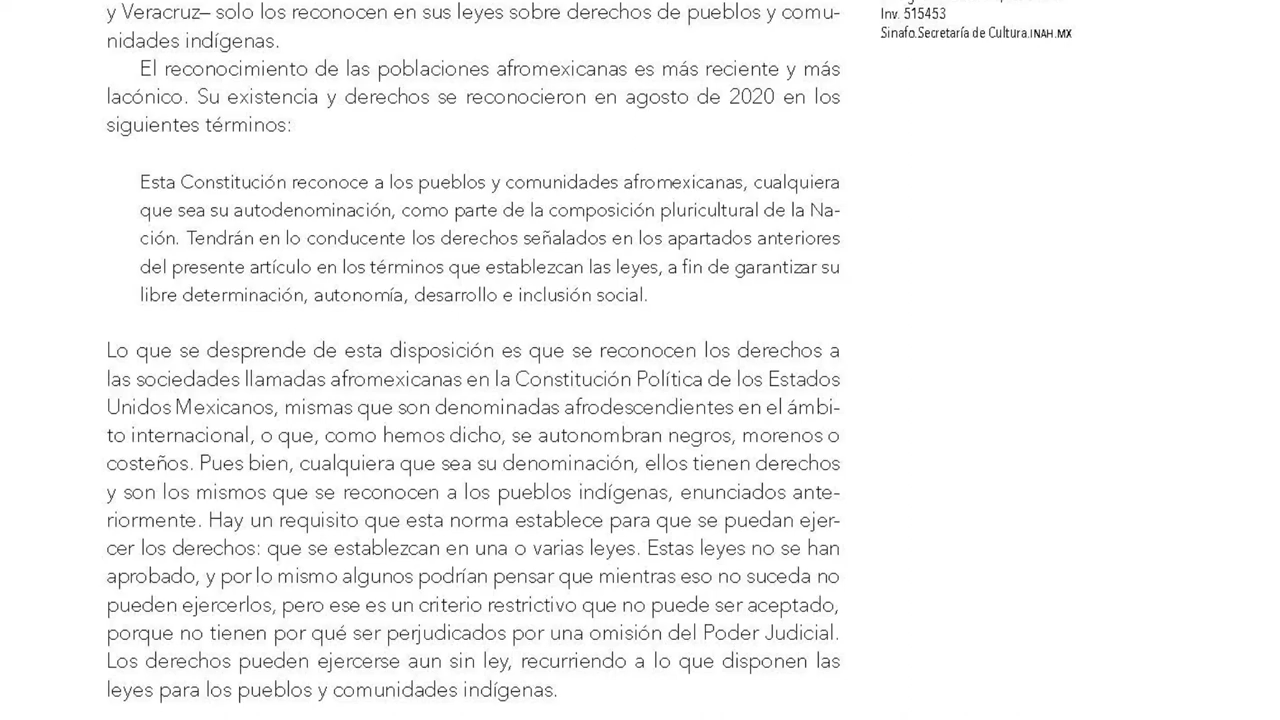 y Veracruz– solo los reconocen en sus leyes sobre derechos de pueblos y comu-
nidades indígenas.
El reconocimiento de las poblaciones afromexicanas es más reciente y más
lacónico. Su existencia y derechos se reconocieron en agosto de 2020 en los
siguientes términos:
Esta Constitución reconoce a los pueblos y comunidades afromexicanas, cualquiera
que sea su autodenominación, como parte de la composición pluricultural de la Na-
ción. Tendrán en lo conducente los derechos señalados en los apartados anteriores
del presente artículo en los términos que establezcan las leyes, a fin de garantizar su
libre determinación, autonomía, desarrollo e inclusión social.
Lo que se desprende de esta disposición es que se reconocen los derechos a
las sociedades llamadas afromexicanas en la Constitución Política de los Estados
Unidos Mexicanos, mismas que son denominadas afrodescendientes en el ámbi-
to internacional, o que, como hemos dicho, se autonombran negros, morenos o
costeños. Pues bien, cualquiera que sea su denominación, ellos tienen derechos
y son los mismos que se reconocen a los pueblos indígenas, enunciados ante-
riormente. Hay un requisito que esta norma establece para que se puedan ejer-
cer los derechos: que se establezcan en una o varias leyes. Estas leyes no se han
aprobado, y por lo mismo algunos podrían pensar que mientras eso no suceda no
pueden ejercerlos, pero ese es un criterio restrictivo que no puede ser aceptado,
porque no tienen por qué ser perjudicados por una omisión del Poder Judicial.
Los derechos pueden ejercerse aun sin ley, recurriendo a lo que disponen las
leyes para los pueblos y comunidades indígenas.
Inv. 515453
Sinafo.Secretaría de Cultura.INAH.MX